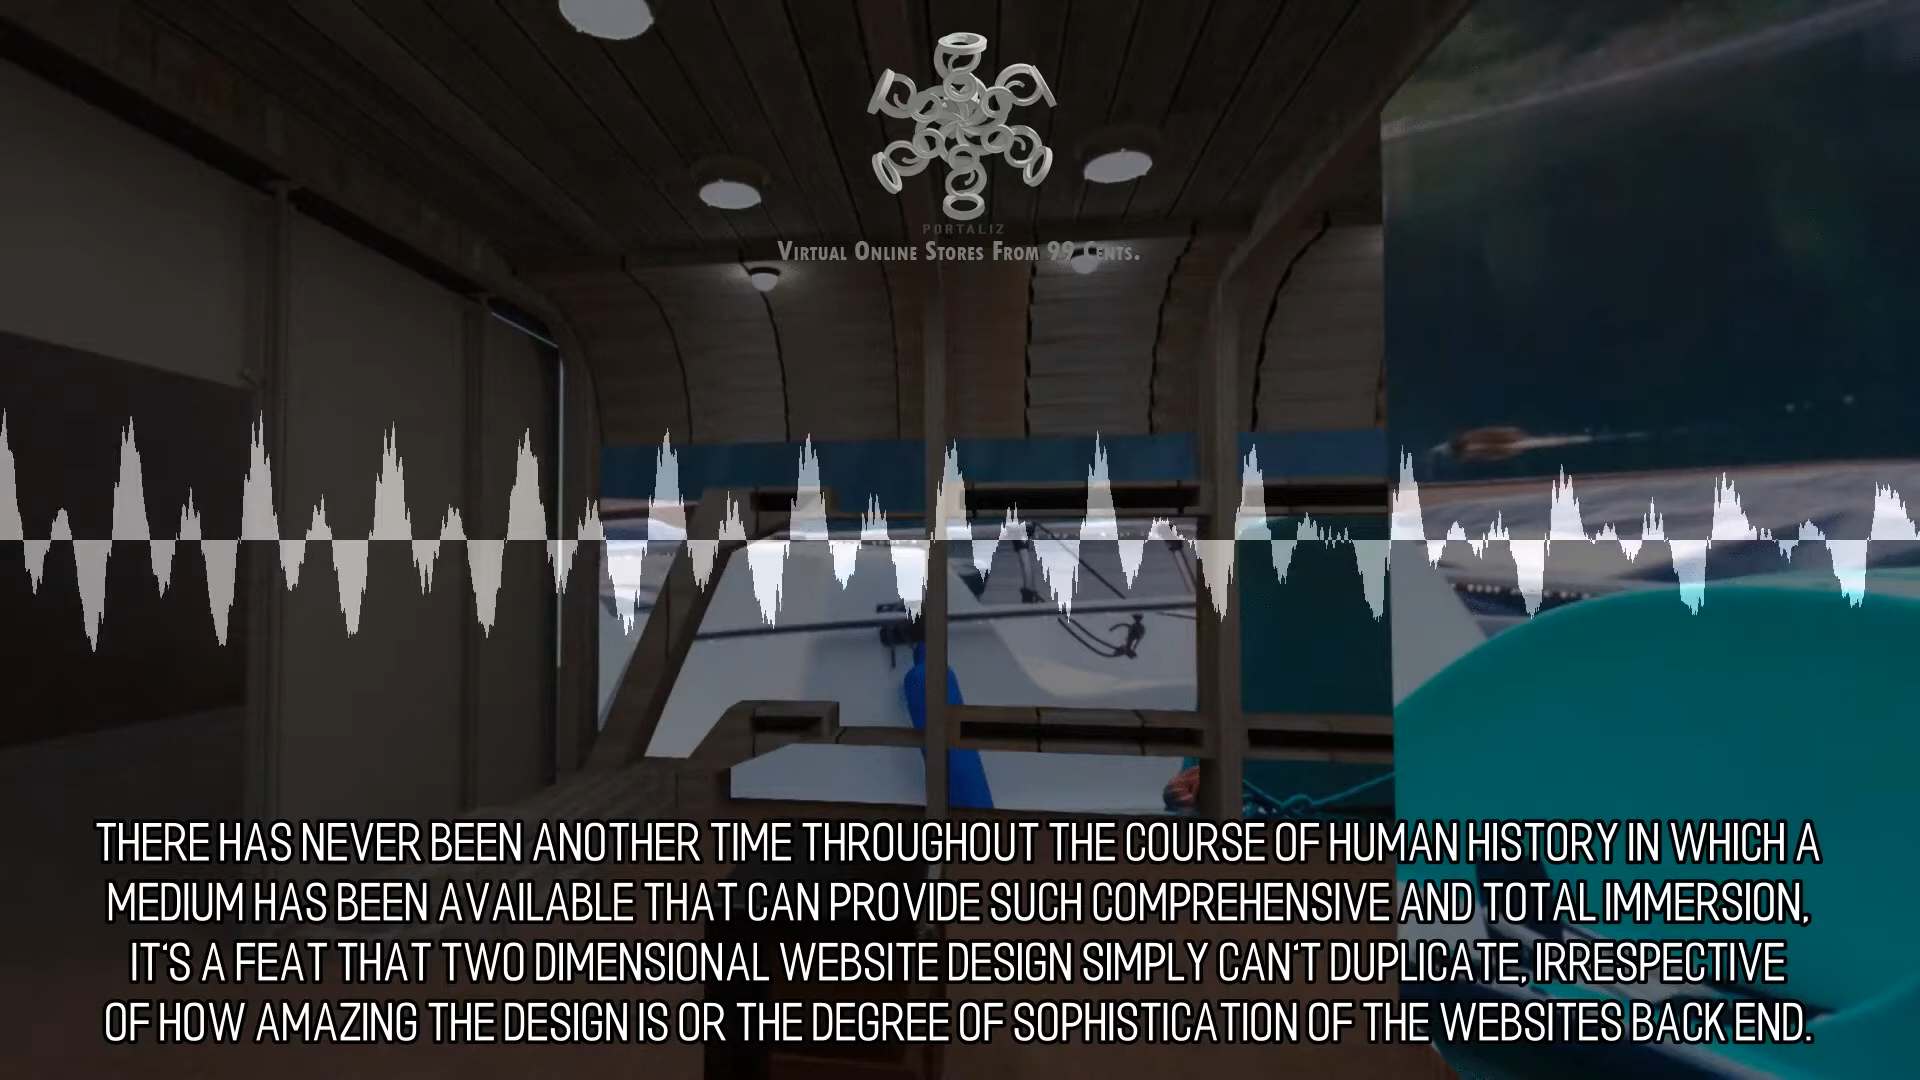 PORTALIZ
Virtual Online Stores From 99 Cents.
THERE HAS NEVER BEEN ANOTHER TIME THROUGHOUT THE COURSE OF HUMAN HISTORY IN WHICH A
MEDIUM HAS BEEN AVAILABLE THAT CAN PROVIDE SUCH COMPREHENSIVE AND TOTAL IMMERSION,
IT'S A FEAT THAT TWO DIMENSIONAL WEBSITE DESIGN SIMPLY CAN'T DUPLICATE, IRRESPECTIVE
OF HOW AMAZING THE DESIGN IS OR THE DEGREE OF SOPHISTICATION OF THE WEBSITES BACK END.